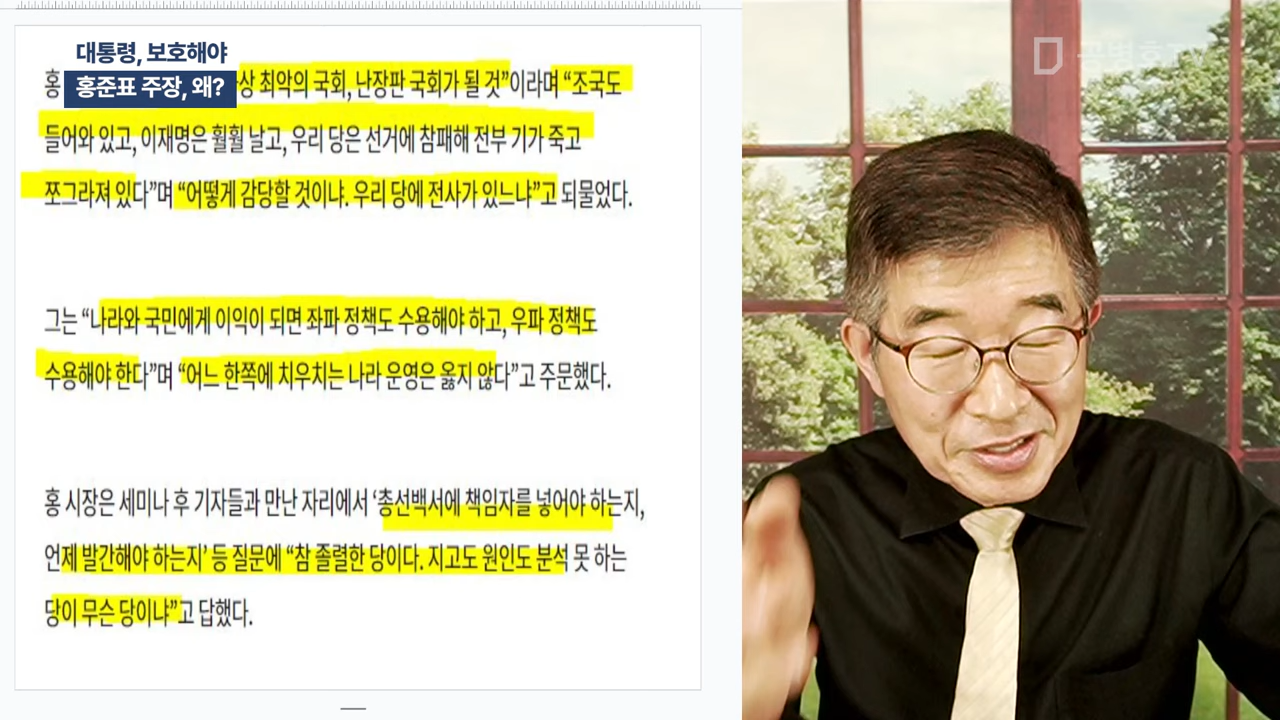 대통령, 보호해야
홍준표 주장, 왜?
홍 상 최악의 국회, 난장판 국회가 될 것”이라며 “조국도
들어와 있고, 이재명은 훨훨 날고, 우리 당은 선거에 참패해 전부 기가 죽고
쪼그라져 있다”며 “어떻게 감당할 것이냐. 우리 당에 전사가 있느냐”고 되물었다.
그는 “나라와 국민에게 이익이 되면 좌파 정책도 수용해야 하고, 우파 정책도
수용해야 한다”며 “어느 한쪽에 치우치는 나라 운영은 옳지 않다”고 주문했다.
홍 시장은 세미나 후 기자들과 만난 자리에서 ‘총선백서에 책임자를 넣어야 하는지,
언제 발간해야 하는지’ 등 질문에 “참 졸렬한 당이다. 지고도 원인도 분석 못 하는
당이 무슨 당이냐”고 답했다.